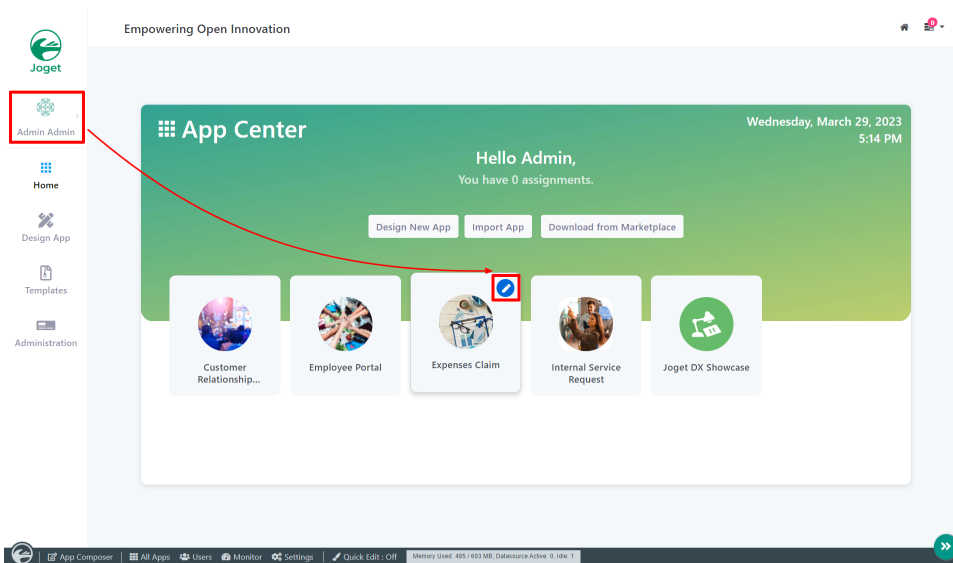 Empowering Open Innovation
0
Joget
Admin Admin
Home
Design App
Templates
Administration
App Center
Wednesday, March 29, 2023
5:14 PM
Hello Admin,
You have 0 assignments.
Design New App
Import App
Download from Marketplace
Customer
Relationship...
Employee Portal
Expenses Claim
Internal Service
Request
Joget DX Showcase
App Composer
All Apps
Users
Monitor
Settings
Quick Edit : Off
Memory Used: 485 / 603 MB; Datasource Active: 0, Idle: 1